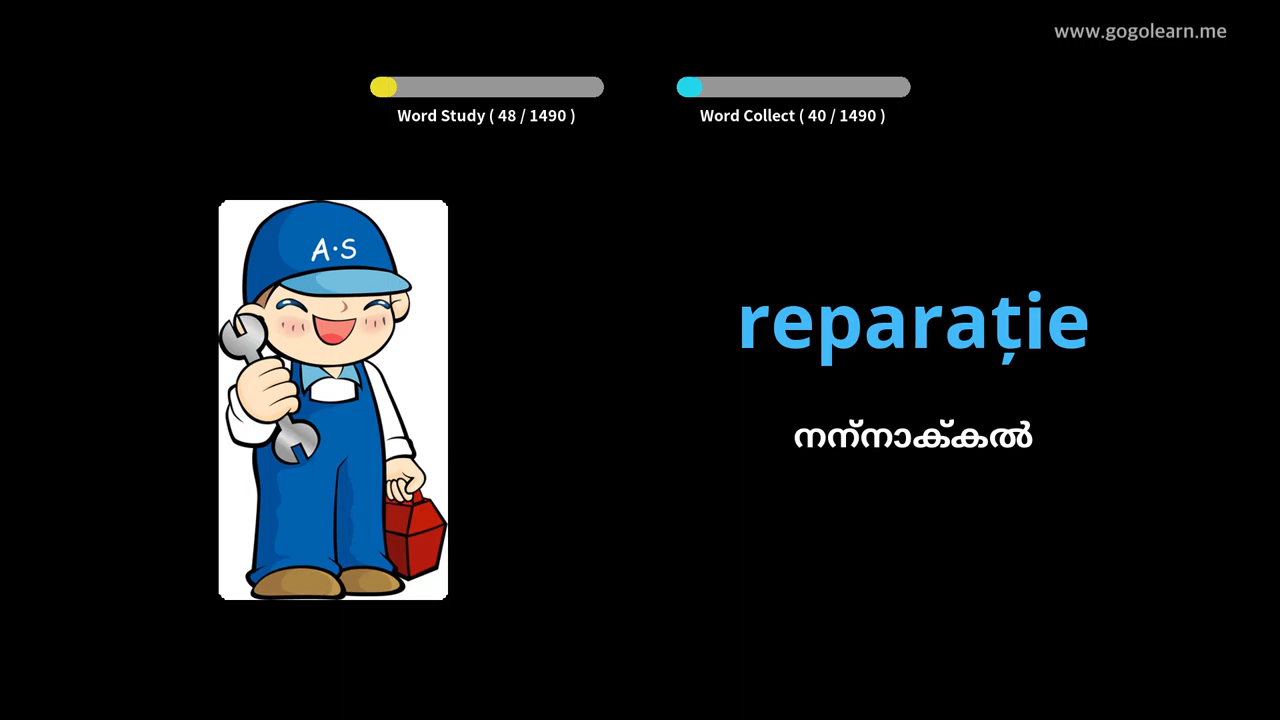 www.gogolearn.me
Word Study ( 48 / 1490 )
Word Collect ( 40 / 1490 )
A·S
reparație
നന്നാക്കൽ